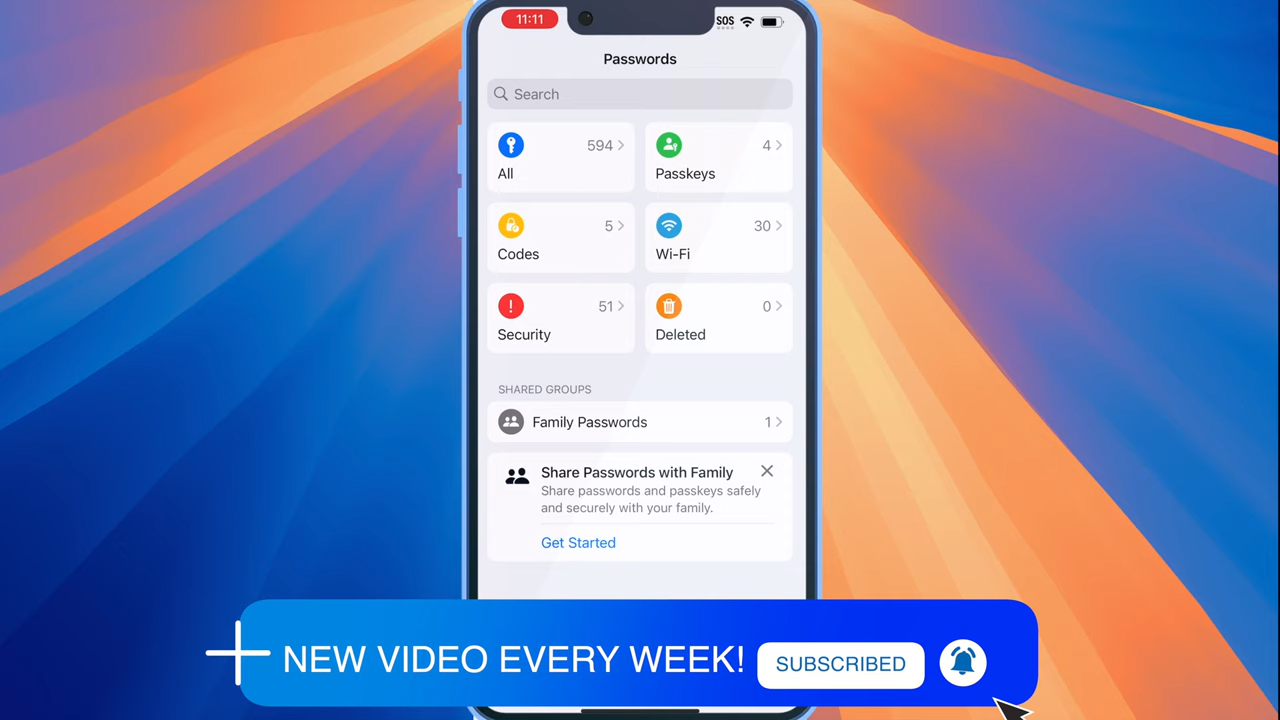 11:11
SOS
Passwords
Search
594
All
4
Passkeys
5
Codes
30
Wi-Fi
51
Security
0
Deleted
SHARED GROUPS
Family Passwords 1
Share Passwords with Family
Share passwords and passkeys safely
and securely with your family.
Get Started
NEW VIDEO EVERY WEEK!
SUBSCRIBED